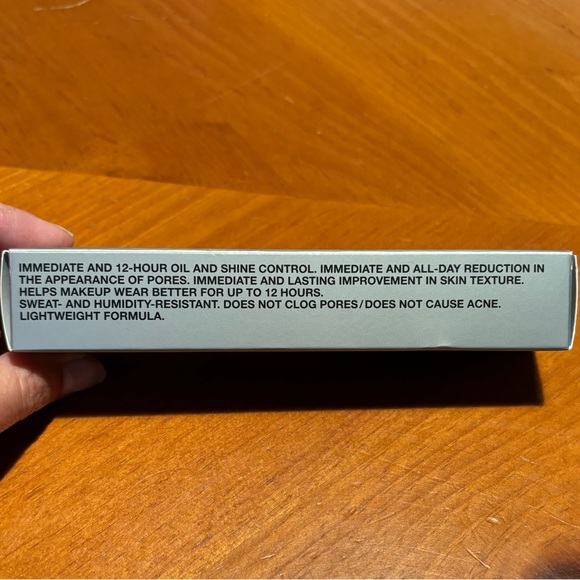 IMMEDIATE AND 12-HOUR OIL AND SHINE CONTROL. IMMEDIATE AND ALL-DAY REDUCTION IN
THE APPEARANCE OF PORES. IMMEDIATE AND LASTING IMPROVEMENT IN SKIN TEXTURE.
HELPS MAKEUP WEAR BETTER FOR UP TO 12 HOURS.
SWEAT- AND HUMIDITY-RESISTANT. DOES NOT CLOG PORES/DOES NOT CAUSE ACNE.
LIGHTWEIGHT FORMULA.